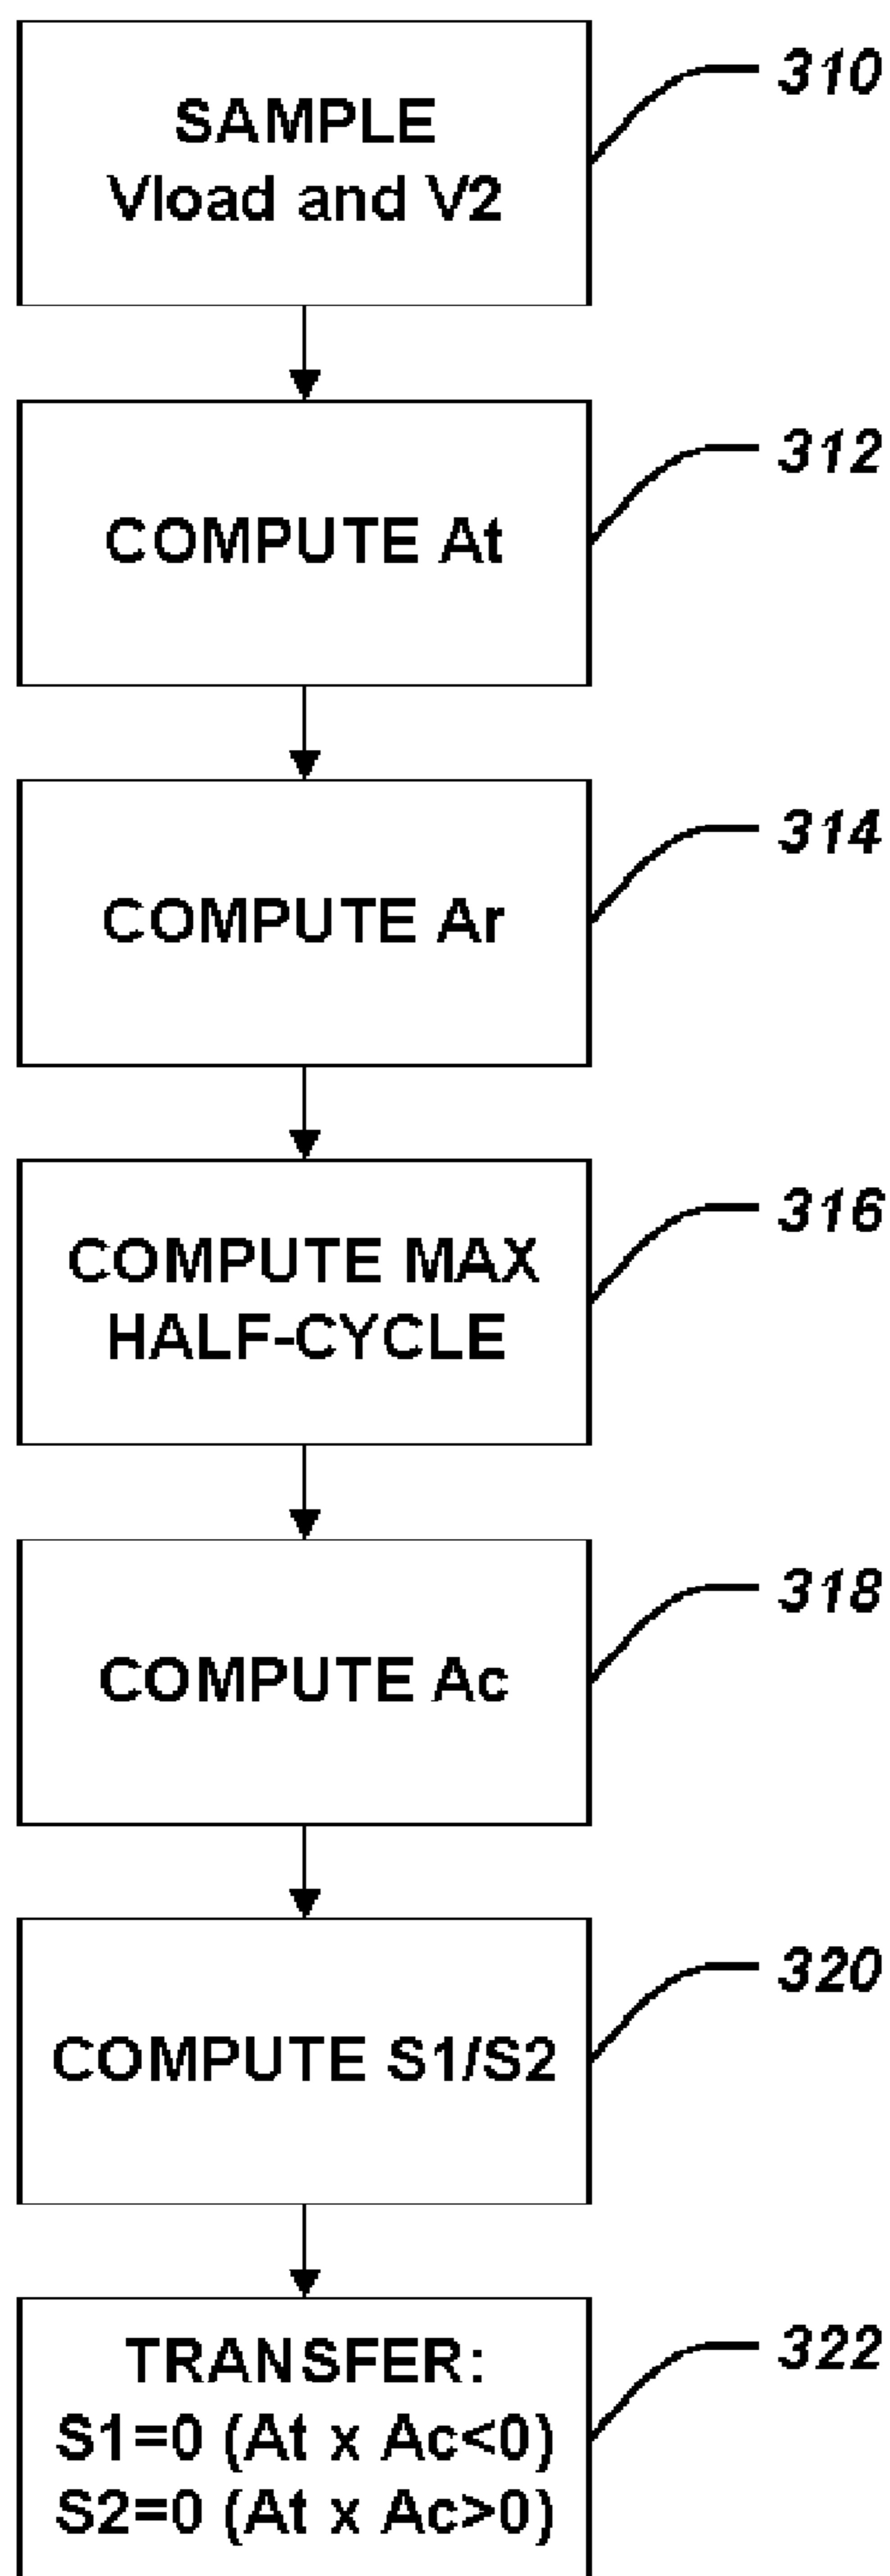 SAMPLE
Vload and V2
310
COMPUTE At
312
COMPUTE Ar
314
COMPUTE MAX
HALF-CYCLE
316
COMPUTE Ac
318
COMPUTE S1/S2
320
TRANSFER:
S1=0 (At x Ac<0)
S2=0 (At x Ac>0)
322